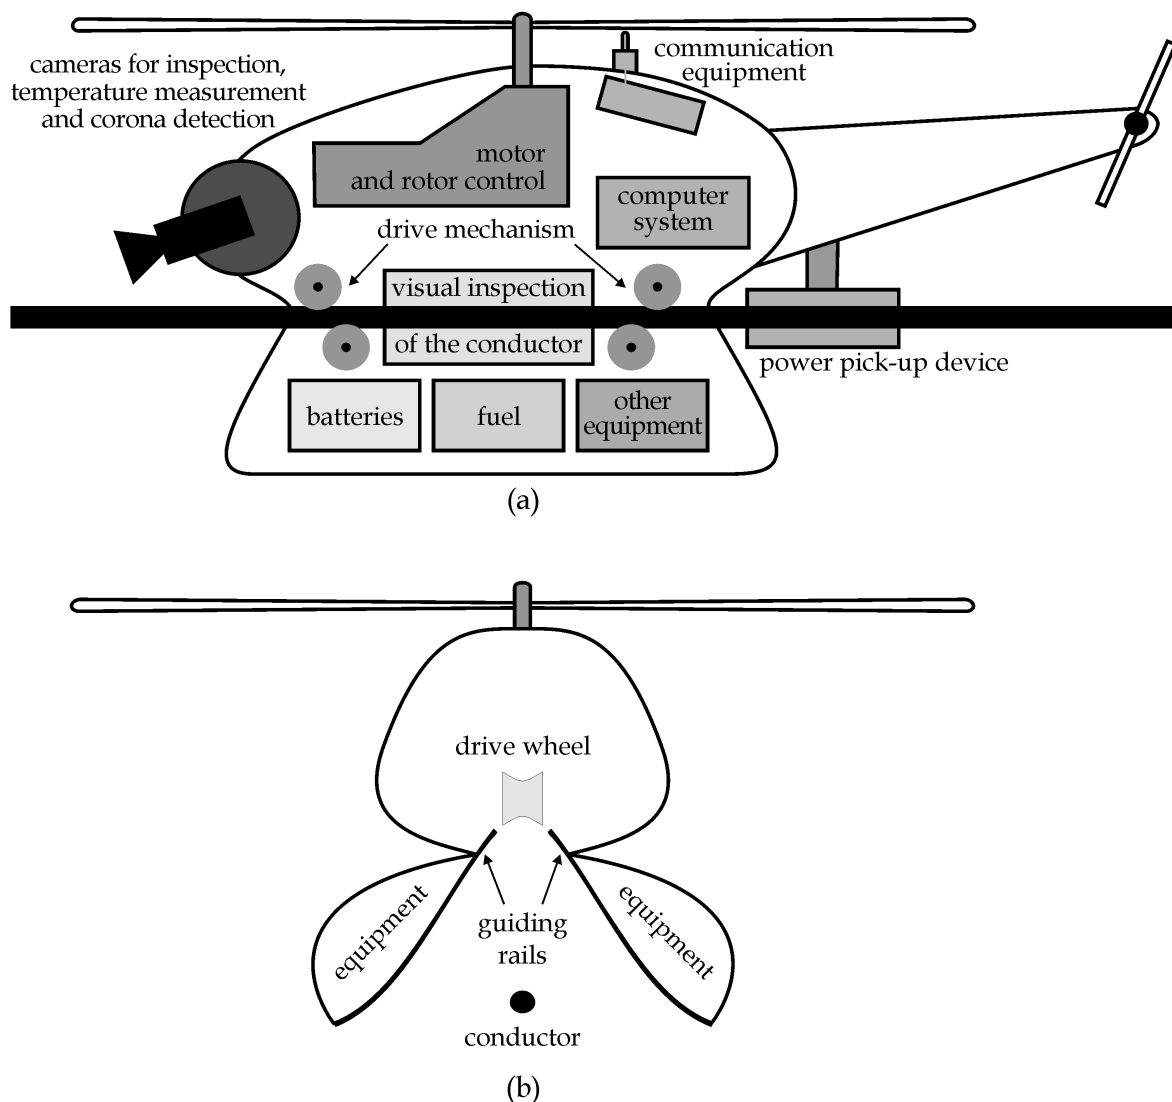 communication
equipment
cameras for inspection,
temperature measurement
and corona detection
motor
and rotor control
computer
system
drive mechanism
visual inspection
of the conductor
power pick-up device
batteries
fuel
other
equipment
(a)
drive wheel
equipment
equipment
guiding
rails
conductor
(b)